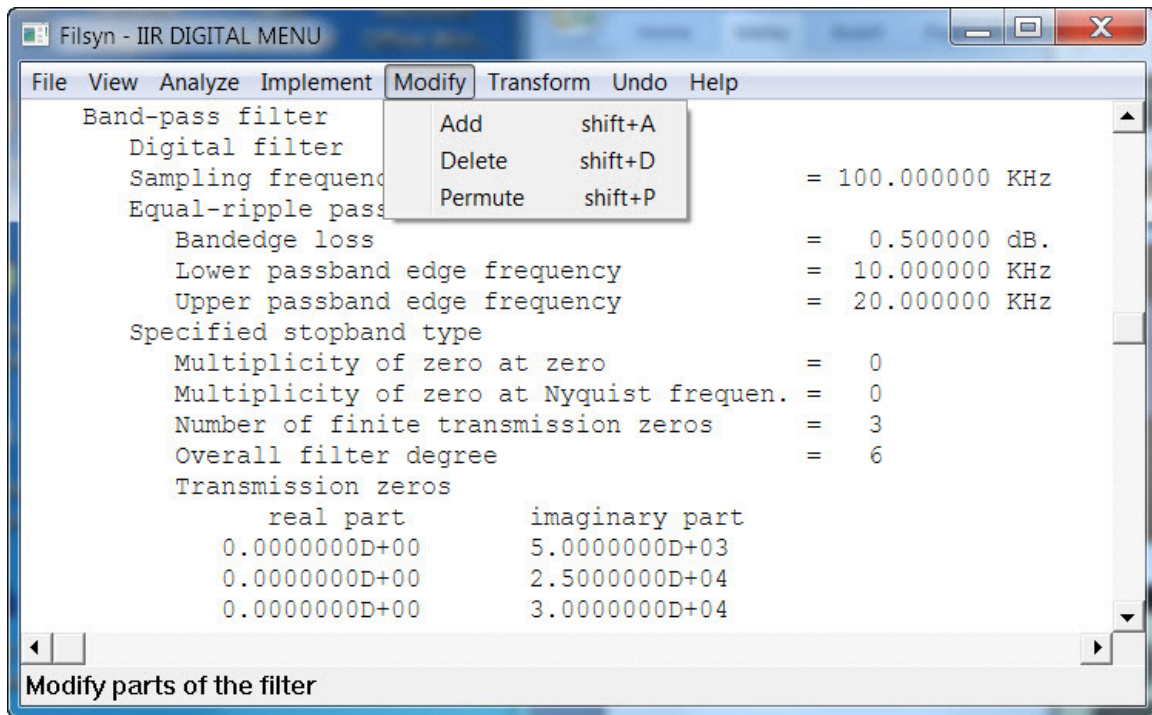 Filsyn - IIR DIGITAL MENU
File View Analyze Implement Modify Transform Undo Help
Add shift+A
Delete shift+D
Permute shift+P
Band-pass filter
Digital filter
Sampling = 100.000000 KHz
Equal-ripple
Bandedge loss = 0.500000 dB.
Lower passband edge frequency = 10.000000 KHz
Upper passband edge frequency = 20.000000 KHz
Specified stopband type
Multiplicity of zero at zero = 0
Multiplicity of zero at Nyquist frequen. = 0
Number of finite transmission zeros = 3
Overall filter degree = 6
Transmission zeros
real part imaginary part
0.0000000D+00 5.0000000D+03
0.0000000D+00 2.5000000D+04
0.0000000D+00 3.0000000D+04
Modify parts of the filter